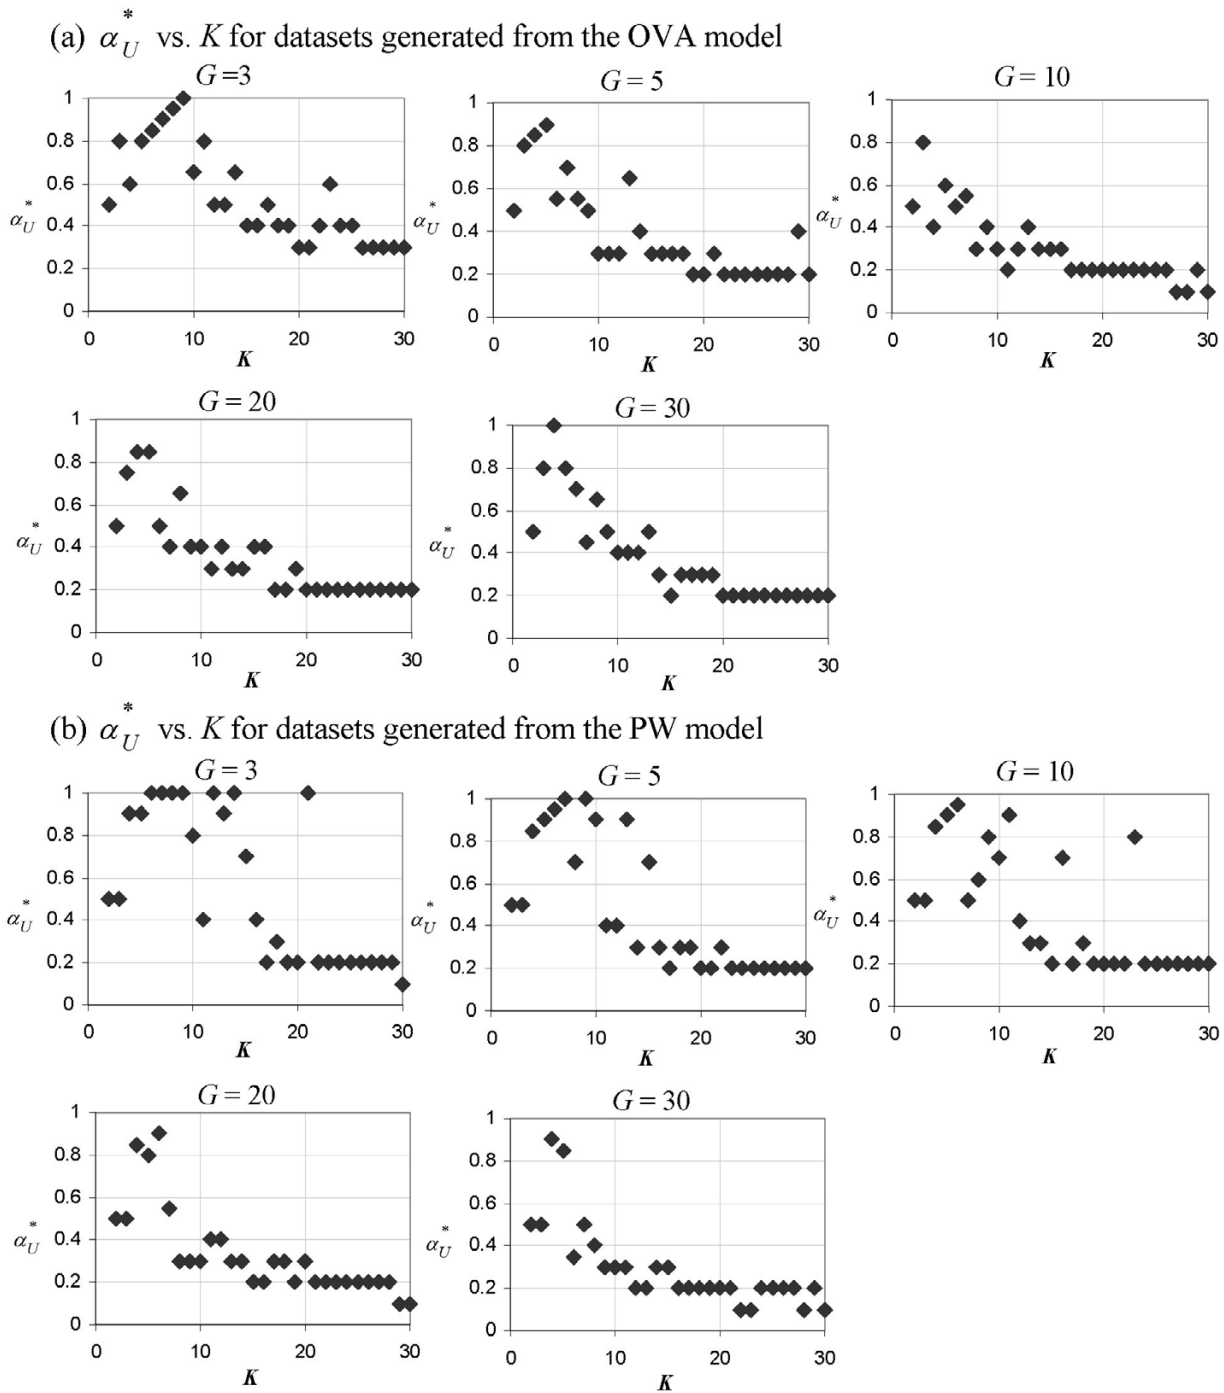 (a) α*U vs. K for datasets generated from the OVA model
G =3
1
0.8
0.6
α*U 0.4
0.2
0
0 10 20 30
K
G = 5
1
0.8
0.6
α*U 0.4
0.2
0
0 10 20 30
K
G = 10
1
0.8
0.6
α*U 0.4
0.2
0
0 10 20 30
K
G = 20
1
0.8
0.6
α*U 0.4
0.2
0
0 10 20 30
K
G = 30
1
0.8
0.6
α*U 0.4
0.2
0
0 10 20 30
K
(b) α*U vs. K for datasets generated from the PW model
G = 3
1
0.8
0.6
α*U 0.4
0.2
0
0 10 20 30
K
G = 5
1
0.8
0.6
α*U 0.4
0.2
0
0 10 20 30
K
G = 10
1
0.8
0.6
α*U 0.4
0.2
0
0 10 20 30
K
G = 20
1
0.8
0.6
α*U 0.4
0.2
0
0 10 20 30
K
G = 30
1
0.8
0.6
α*U 0.4
0.2
0
0 10 20 30
K